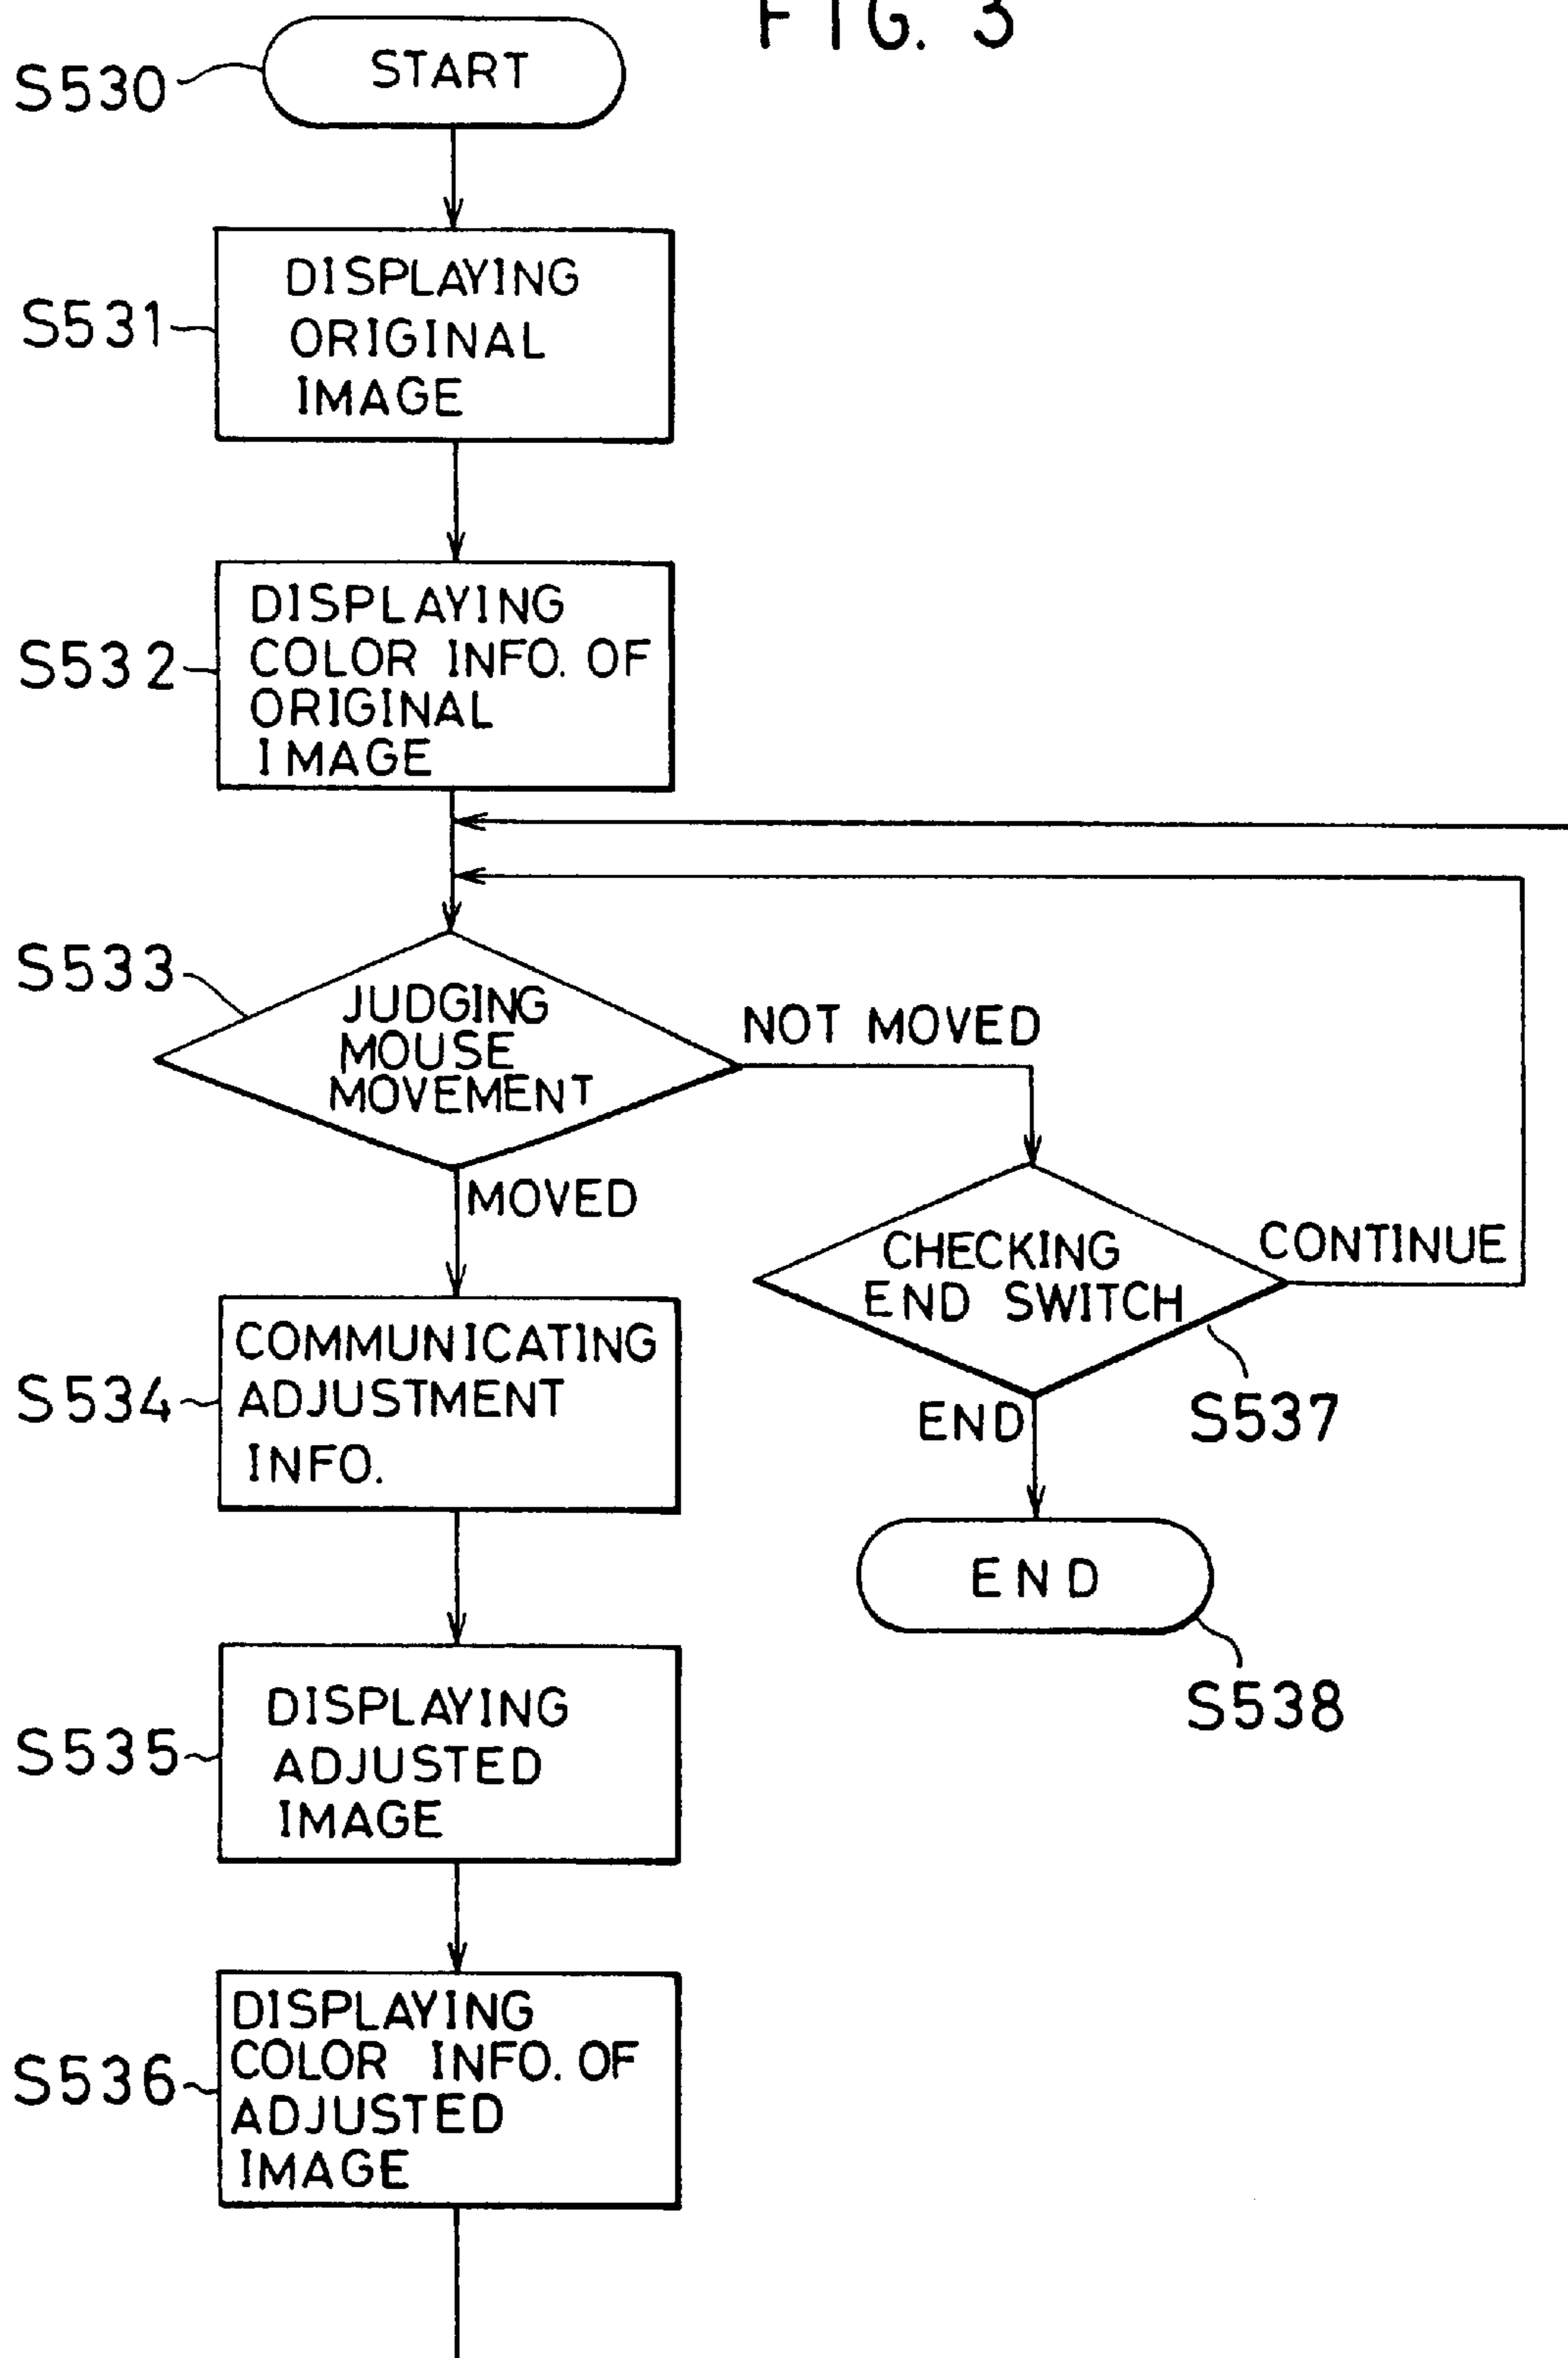 FIG. 3
S530
START
S531
DISPLAYING
ORIGINAL
IMAGE
S532
DISPLAYING
COLOR INFO. OF
ORIGINAL
IMAGE
S533
JUDGING
MOUSE
MOVEMENT
NOT MOVED
MOVED
CHECKING
END SWITCH
CONTINUE
S537
END
END
S538
S534
COMMUNICATING
ADJUSTMENT
INFO.
S535
DISPLAYING
ADJUSTED
IMAGE
S536
DISPLAYING
COLOR INFO. OF
ADJUSTED
IMAGE